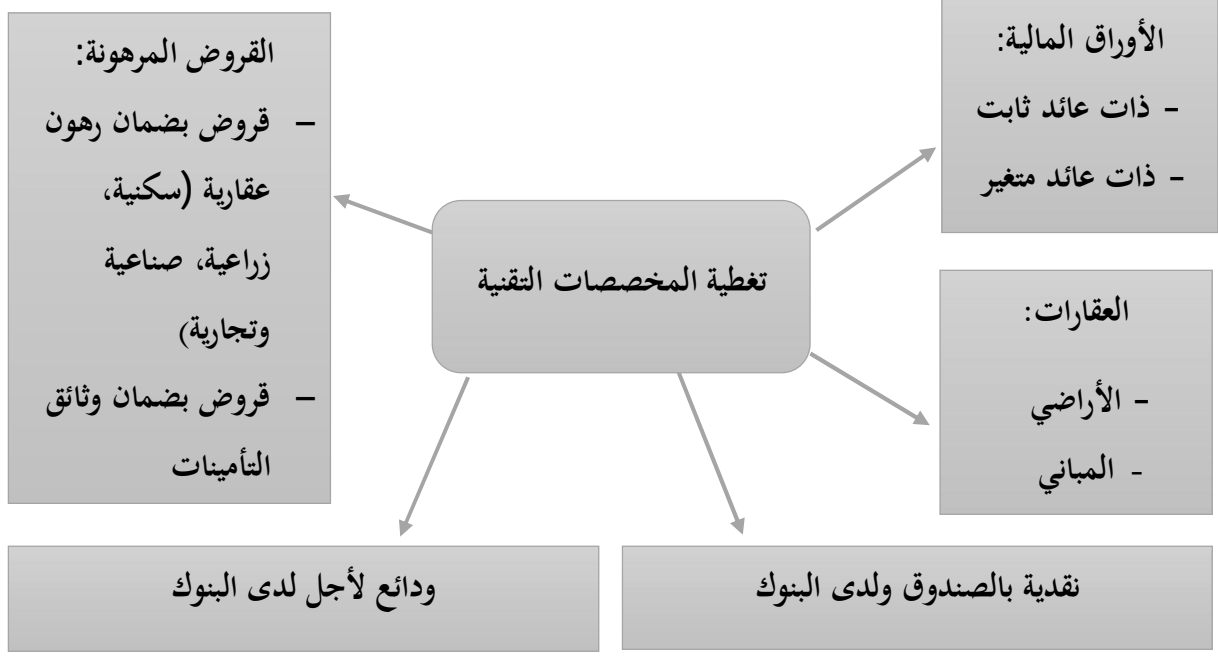 الأوراق المالية:
- ذات عائد ثابت
- ذات عائد متغير
القروض المرهونة:
– قروض بضمان رهون
عقارية (سكنية،
زراعية، صناعية
وتجارية)
– قروض بضمان وثائق
التأمينات
تغطية المخصصات التقنية
العقارات:
- الأراضي
- المباني
نقدية بالصندوق ولدى البنوك
ودائع لأجل لدى البنوك